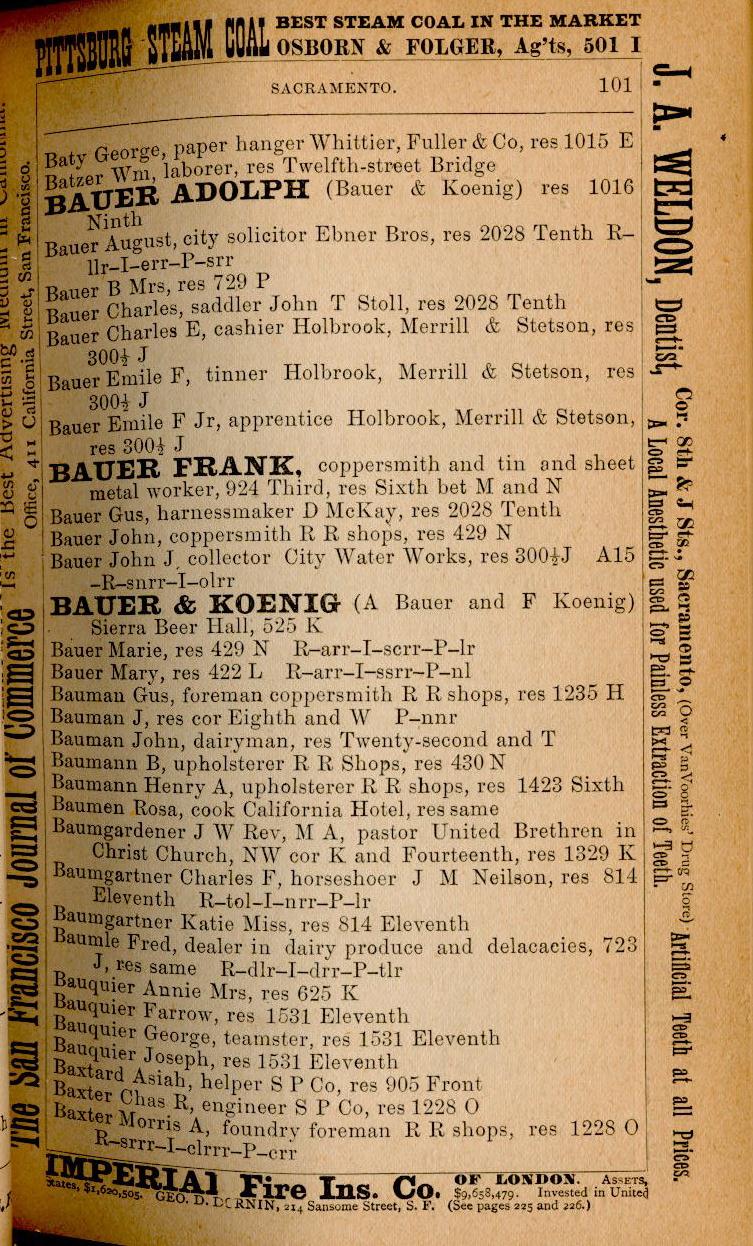 PITTSBURG STEAM COAL BEST STEAM COAL IN THE MARKET
OSBORN & FOLGER, Ag'ts, 501 I
SACRAMENTO. 101
Baty George, paper hanger Whittier, Fuller & Co, res 1015 E
Batzer Wm, laborer, res Twelfth-street Bridge
BAUER ADOLPH (Bauer & Koenig) res 1016
Ninth
Bauer August, city solicitor Ebner Bros, res 2028 Tenth R–
llr–I–err–P–srr
Bauer B Mrs, res 729 P
Bauer Charles, saddler John T Stoll, res 2028 Tenth
Bauer Charles E, cashier Holbrook, Merrill & Stetson, res
300½ J
Bauer Emile F, tinner Holbrook, Merrill & Stetson, res
300½ J
Bauer Emile F Jr, apprentice Holbrook, Merrill & Stetson,
res 300½ J
BAUER FRANK, coppersmith and tin and sheet
metal worker, 924 Third, res Sixth bet M and N
Bauer Gus, harnessmaker D McKay, res 2028 Tenth
Bauer John, coppersmith R R shops, res 429 N
Bauer John J, collector City Water Works, res 300½J A15
–R–snrr–I–olrr
BAUER & KOENIG (A Bauer and F Koenig)
Sierra Beer Hall, 525 K
Bauer Marie, res 429 N R–arr–I–scrr–P–lr
Bauer Mary, res 422 L R–arr–I–ssrr–P–nl
Bauman Gus, foreman coppersmith R R shops, res 1235 H
Bauman J, res cor Eighth and W P–nnr
Bauman John, dairyman, res Twenty-second and T
Baumann B, upholsterer R R Shops, res 430 N
Baumann Henry A, upholsterer R R shops, res 1423 Sixth
Baumen Rosa, cook California Hotel, res same
Baumgardener J W Rev, M A, pastor United Brethren in
Christ Church, NW cor K and Fourteenth, res 1329 K
Baumgartner Charles F, horseshoer J M Neilson, res 814
Eleventh R–tol–I–nrr–P–lr
Baumgartner Katie Miss, res 814 Eleventh
Baumle Fred, dealer in dairy produce and delacacies, 723
J, res same R–dlr–I–drr–P–tlr
Bauquier Annie Mrs, res 625 K
Bauquier Farrow, res 1531 Eleventh
Bauquier George, teamster, res 1531 Eleventh
Bauquier Joseph, res 1531 Eleventh
Baxtard Asiah, helper S P Co, res 905 Front
Baxter Chas R, engineer S P Co, res 1228 O
Baxter Morris A, foundry foreman R R shops, res 1228 O
R–srrr–I–clrrr–P–crr
IMPERIAL Fire Ins. Co. OF LONDON. ASSETS,
$9,658,479. Invested in United
States, $1,620,505. GEO. D. DORNIN, 214 Sansome Street, S. F. (See pages 225 and 226.)
J. A. WELDON, Dentist, Cor. 8th & J Sts., Sacramento, (Over VanVoorhies' Drug Store) Artificial Teeth at all Prices.
A Local Anesthetic used for Painless Extraction of Teeth.
The San Francisco Journal of Commerce
Is the Best Advertising Medium in California.
Office, 411 California Street, San Francisco.